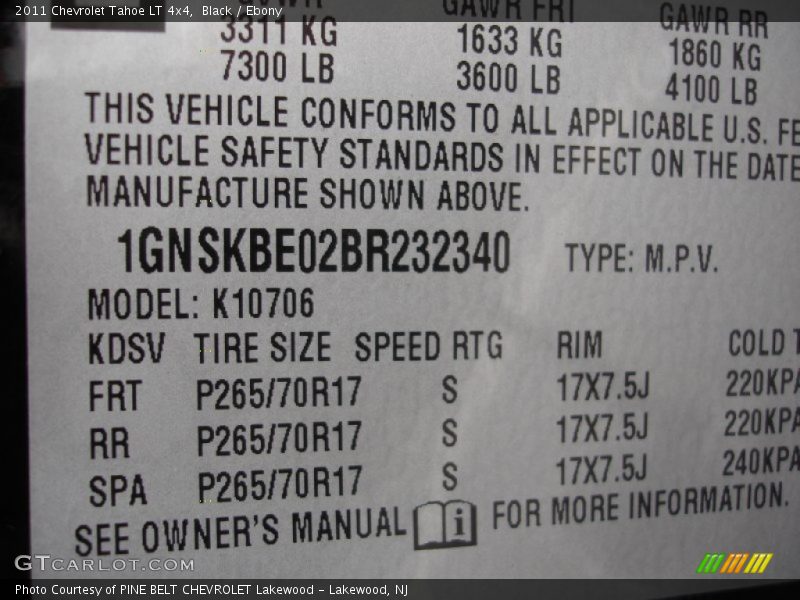 2011 Chevrolet Tahoe LT 4x4, Black / Ebony
GAWR FRT GAWR RR
3311 KG 1633 KG 1860 KG
7300 LB 3600 LB 4100 LB
THIS VEHICLE CONFORMS TO ALL APPLICABLE U.S. FE
VEHICLE SAFETY STANDARDS IN EFFECT ON THE DATE
MANUFACTURE SHOWN ABOVE.
1GNSKBE02BR232340 TYPE: M.P.V.
MODEL: K10706
KDSV TIRE SIZE SPEED RTG RIM COLD T
FRT P265/70R17 S 17X7.5J 220KPA
RR P265/70R17 S 17X7.5J 220KPA
SPA P265/70R17 S 17X7.5J 240KPA
SEE OWNER'S MANUAL i FOR MORE INFORMATION.
GTCARLOT.COM
Photo Courtesy of PINE BELT CHEVROLET Lakewood - Lakewood, NJ